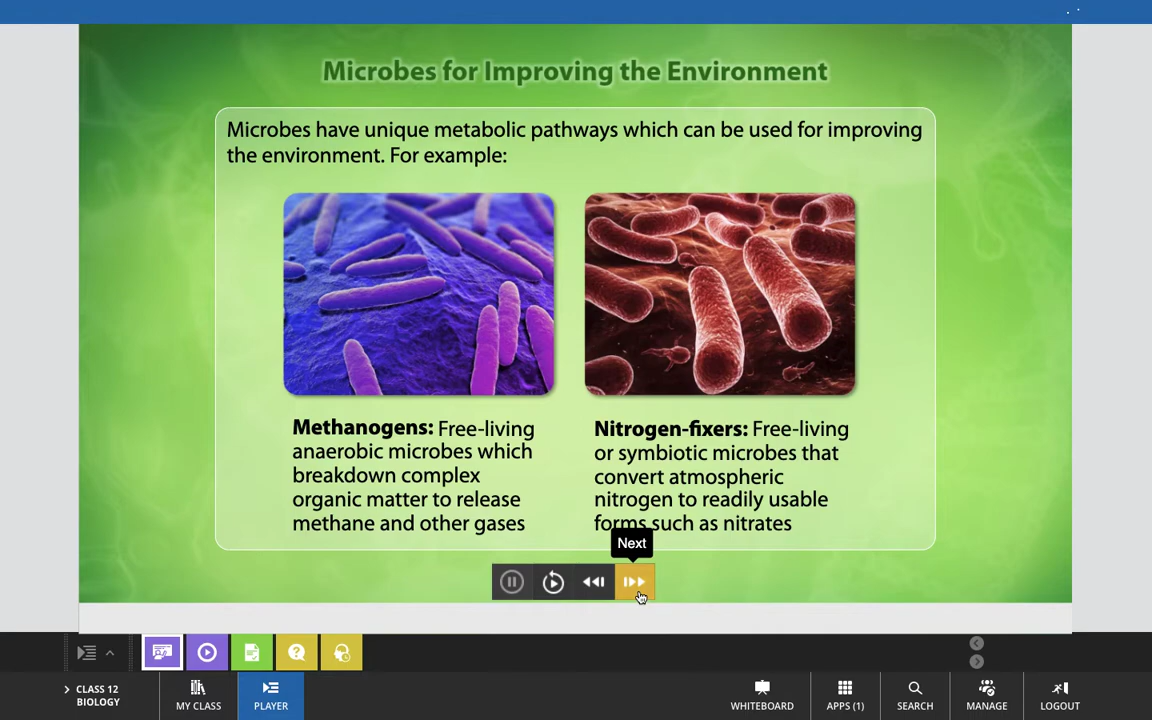 Microbes for Improving the Environment
Microbes have unique metabolic pathways which can be used for improving
the environment. For example:
Methanogens: Free-living
anaerobic microbes which
breakdown complex
organic matter to release
methane and other gases
Nitrogen-fixers: Free-living
or symbiotic microbes that
convert atmospheric
nitrogen to readily usable
forms such as nitrates
Next
CLASS 12
BIOLOGY
MY CLASS
PLAYER
WHITEBOARD
APPS (1)
SEARCH
MANAGE
LOGOUT